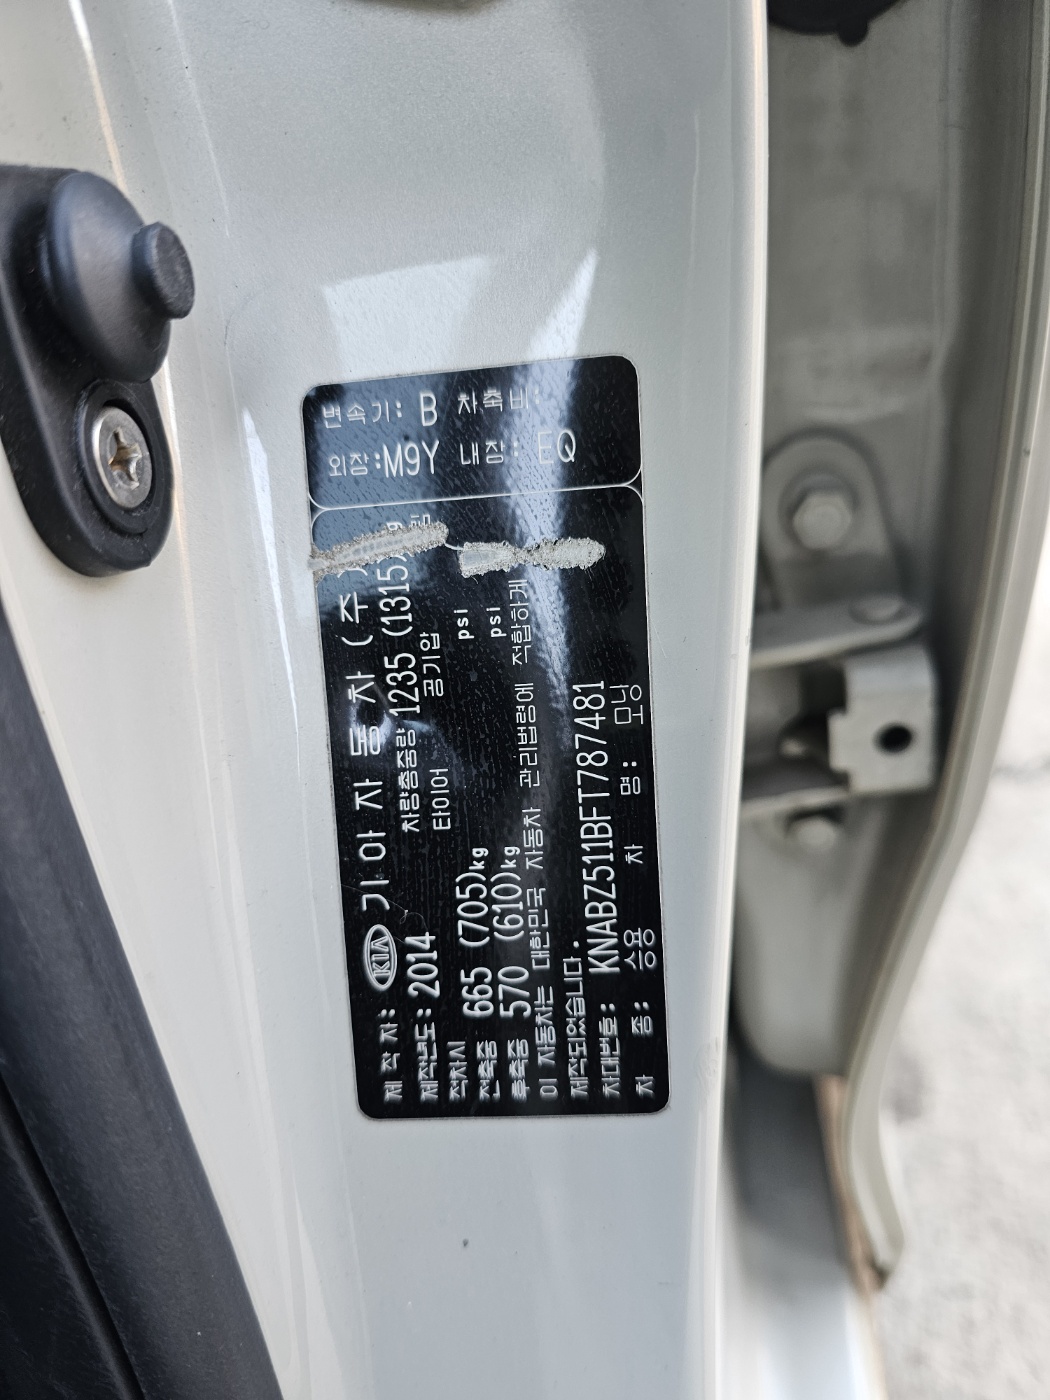 변속기: B 차축비:
외장: M9Y 내장: EQ
제 작 자: KIA 기 아 자 동 차 ( 주 )
제작년도: 2014 차량총중량 1235 (1315)
적차시 타이어 공기압
전축중 665 (705)kg psi
후축중 570 (610)kg psi
이 자동차는 대한민국 자동차 관리법령에 적합하게
제작되었습니다.
차대번호: KNABZ511BFT787481
차 종: 승용 차 명: 모닝